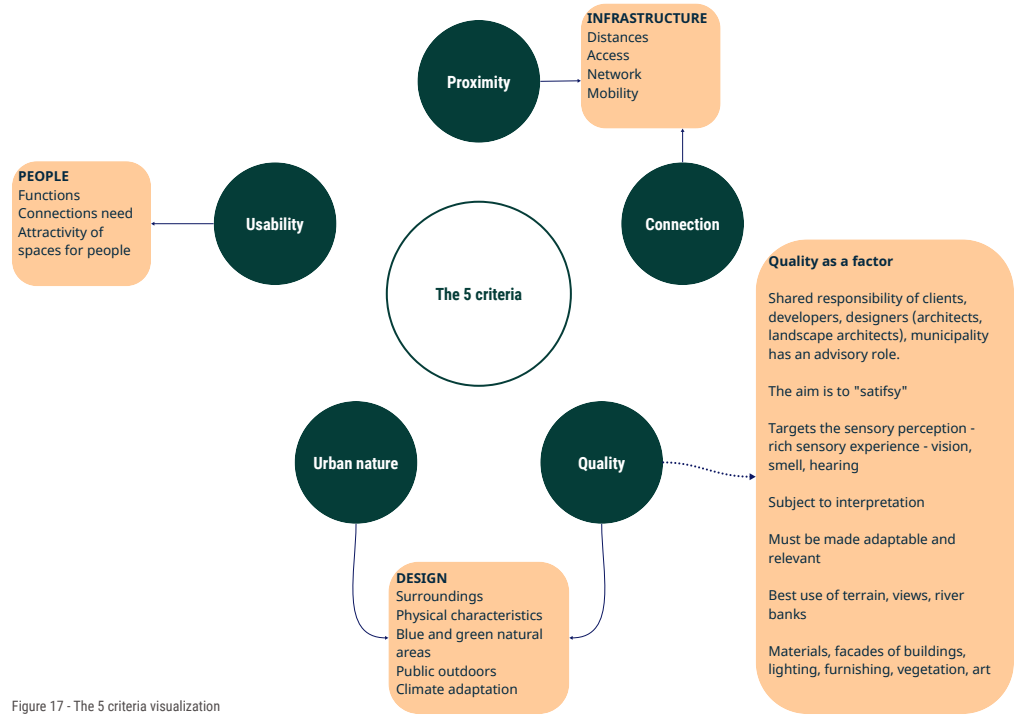 INFRASTRUCTURE
Distances
Access
Network
Mobility
Proximity
PEOPLE
Functions
Connections need
Attractivity of
spaces for people
Usability
Connection
The 5 criteria
Quality as a factor
Shared responsibility of clients,
developers, designers (architects,
landscape architects), municipality
has an advisory role.
The aim is to "satifsy"
Targets the sensory perception -
rich sensory experience - vision,
smell, hearing
Subject to interpretation
Must be made adaptable and
relevant
Best use of terrain, views, river
banks
Materials, facades of buildings,
lighting, furnishing, vegetation, art
Urban nature
Quality
DESIGN
Surroundings
Physical characteristics
Blue and green natural
areas
Public outdoors
Climate adaptation
Figure 17 - The 5 criteria visualization